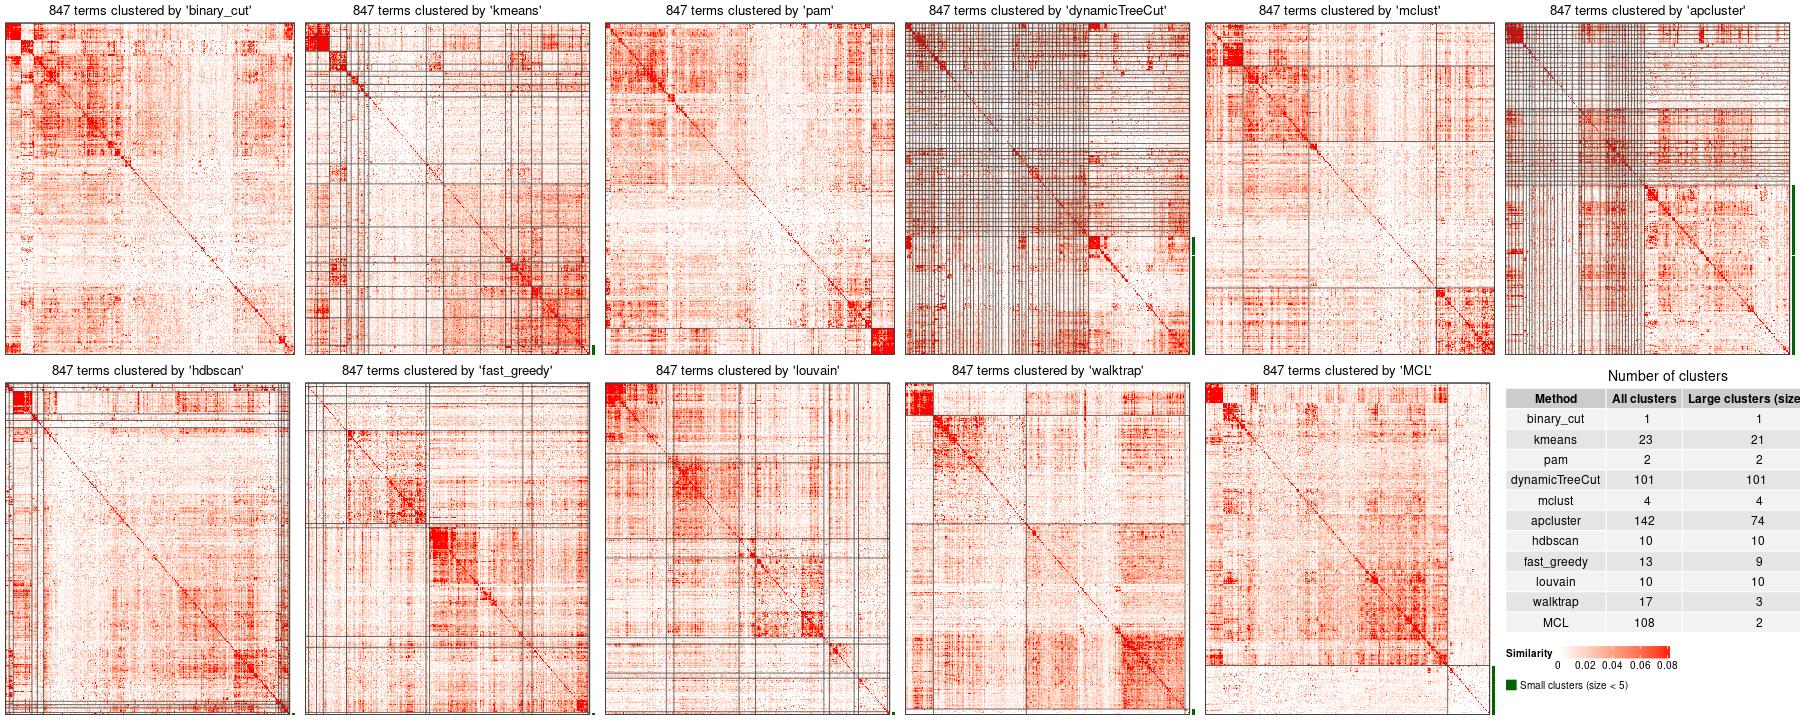 847 terms clustered by 'binary_cut'
847 terms clustered by 'kmeans'
847 terms clustered by 'pam'
847 terms clustered by 'dynamicTreeCut'
847 terms clustered by 'mclust'
847 terms clustered by 'apcluster'
847 terms clustered by 'hdbscan'
847 terms clustered by 'fast_greedy'
847 terms clustered by 'louvain'
847 terms clustered by 'walktrap'
847 terms clustered by 'MCL'
Number of clusters
Method All clusters Large clusters (size
binary_cut 1 1
kmeans 23 21
pam 2 2
dynamicTreeCut 101 101
mclust 4 4
apcluster 142 74
hdbscan 10 10
fast_greedy 13 9
louvain 10 10
walktrap 17 3
MCL 108 2
Similarity
0 0.02 0.04 0.06 0.08
Small clusters (size < 5)